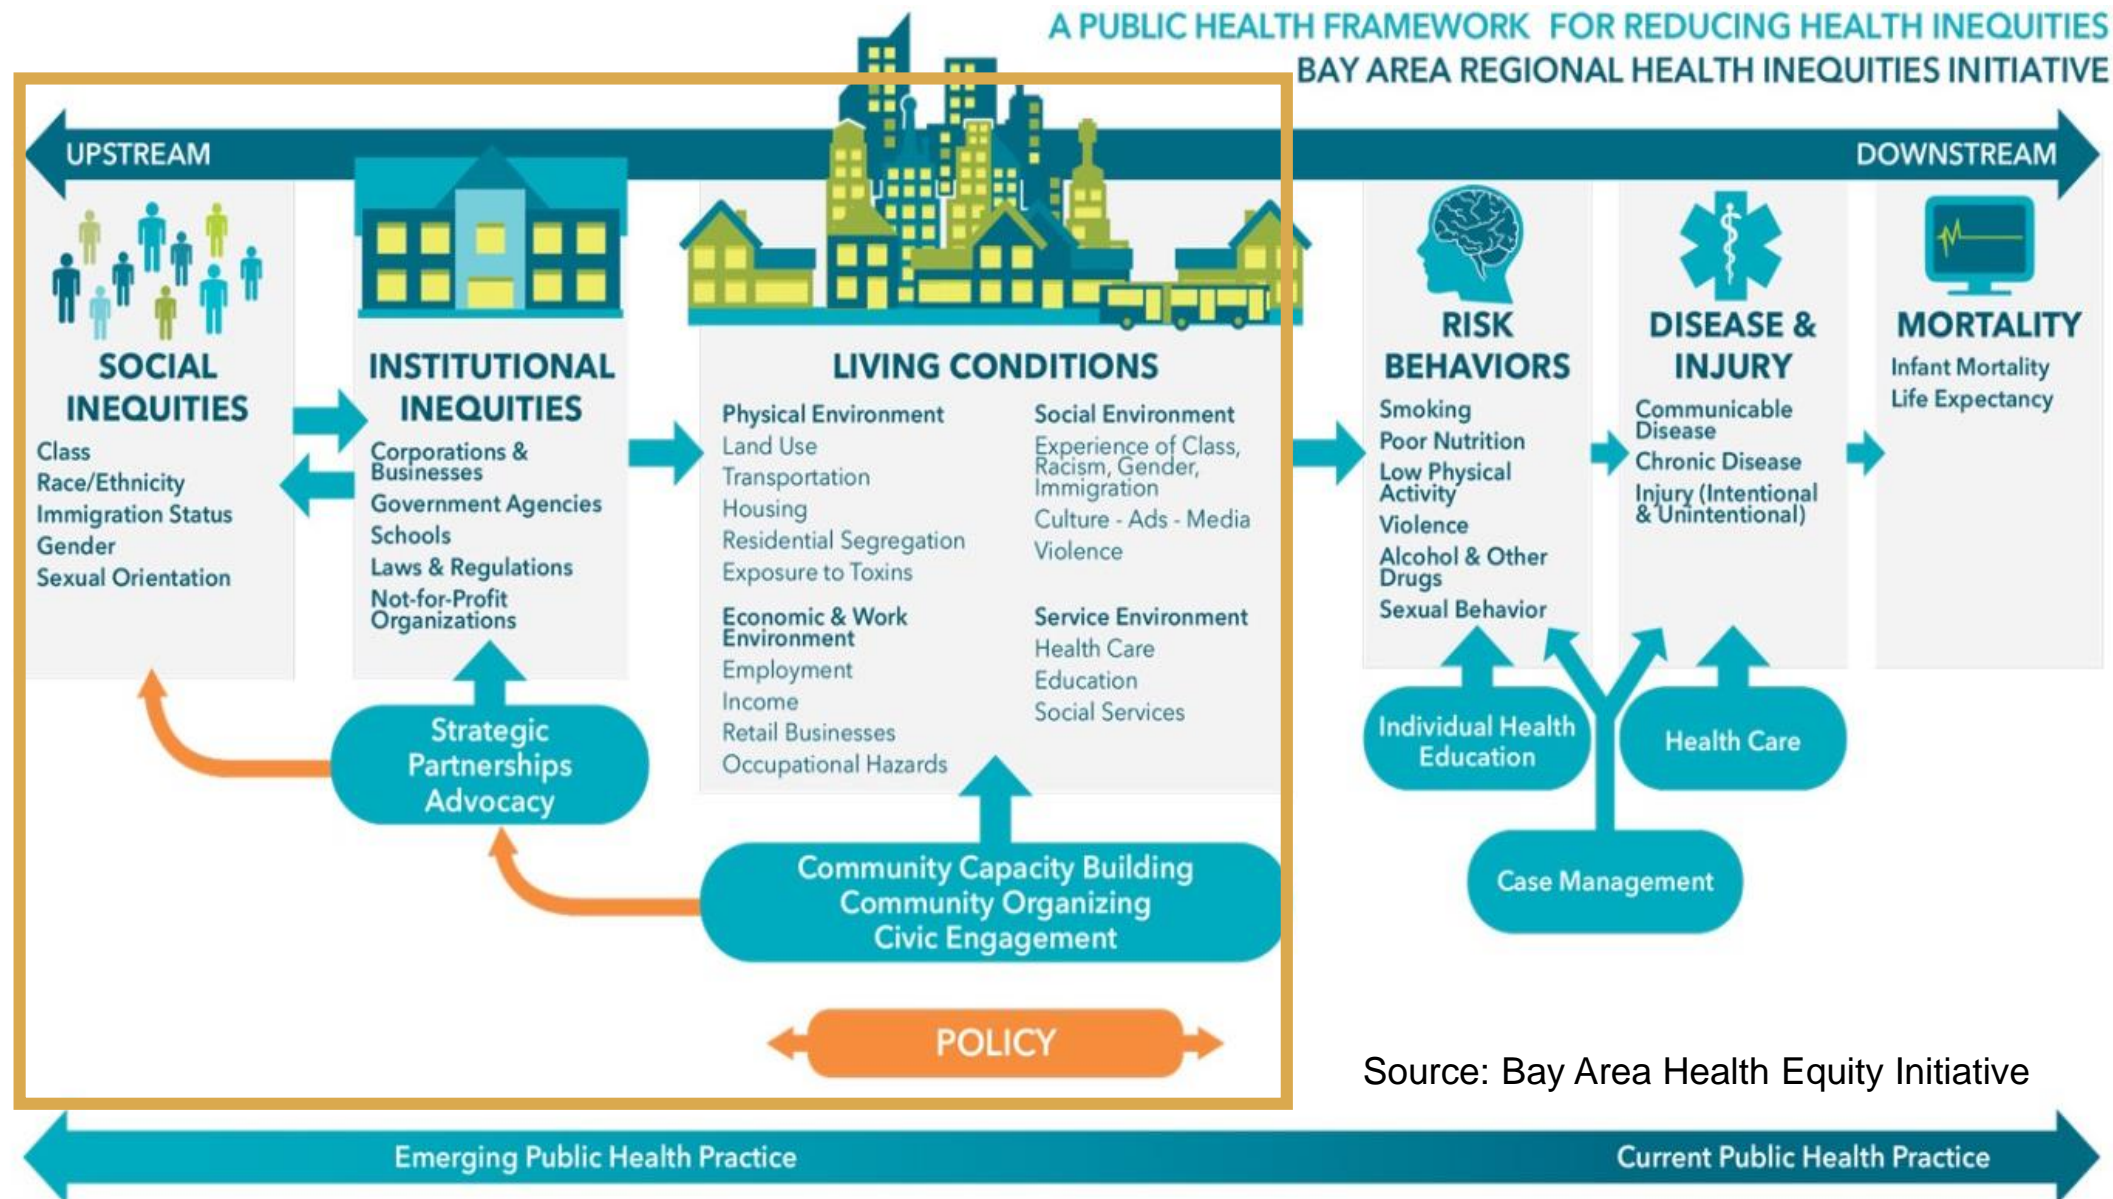 A PUBLIC HEALTH FRAMEWORK FOR REDUCING HEALTH INEQUITIES
BAY AREA REGIONAL HEALTH INEQUITIES INITIATIVE
UPSTREAM
DOWNSTREAM
SOCIAL
INEQUITIES
Class
Race/Ethnicity
Immigration Status
Gender
Sexual Orientation
INSTITUTIONAL
INEQUITIES
Corporations &
Businesses
Government Agencies
Schools
Laws & Regulations
Not-for-Profit
Organizations
LIVING CONDITIONS
Physical Environment
Land Use
Transportation
Housing
Residential Segregation
Exposure to Toxins
Economic & Work
Environment
Employment
Income
Retail Businesses
Occupational Hazards
Social Environment
Experience of Class,
Racism, Gender,
Immigration
Culture - Ads - Media
Violence
Service Environment
Health Care
Education
Social Services
RISK
BEHAVIORS
Smoking
Poor Nutrition
Low Physical
Activity
Violence
Alcohol & Other
Drugs
Sexual Behavior
DISEASE &
INJURY
Communicable
Disease
Chronic Disease
Injury (Intentional
& Unintentional)
MORTALITY
Infant Mortality
Life Expectancy
Strategic
Partnerships
Advocacy
Community Capacity Building
Community Organizing
Civic Engagement
Individual Health
Education
Health Care
Case Management
POLICY
Source: Bay Area Health Equity Initiative
Emerging Public Health Practice
Current Public Health Practice